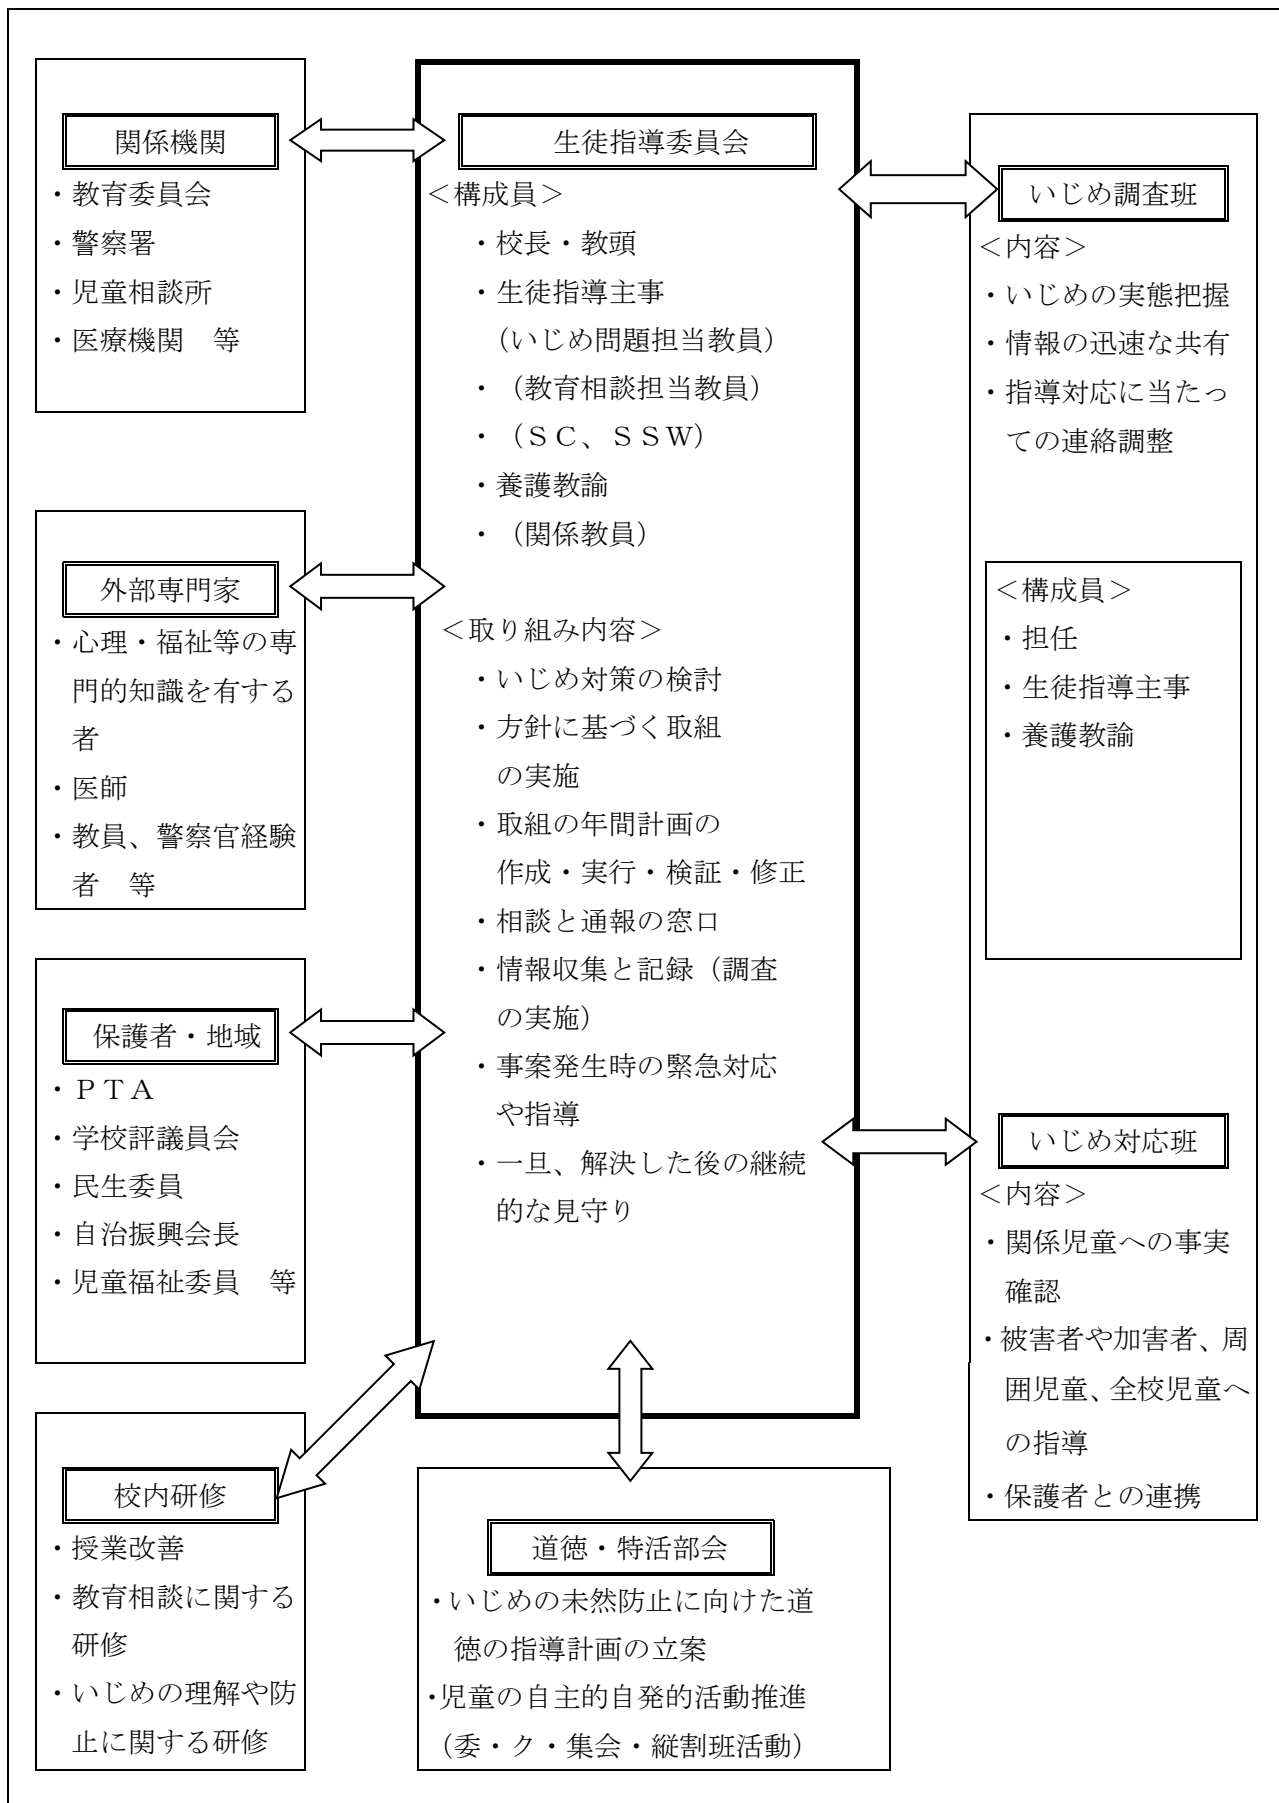 関係機関
・教育委員会
・警察署
・児童相談所
・医療機関　等
外部専門家
・心理・福祉等の専
門的知識を有する
者
・医師
・教員、警察官経験
者　等
保護者・地域
・ＰＴＡ
・学校評議員会
・民生委員
・自治振興会長
・児童福祉委員　等
校内研修
・授業改善
・教育相談に関する
研修
・いじめの理解や防
止に関する研修
生徒指導委員会
＜構成員＞
・校長・教頭
・生徒指導主事
（いじめ問題担当教員）
・（教育相談担当教員）
・（ＳＣ、ＳＳＷ）
・養護教諭
・（関係教員）
＜取り組み内容＞
・いじめ対策の検討
・方針に基づく取組
の実施
・取組の年間計画の
作成・実行・検証・修正
・相談と通報の窓口
・情報収集と記録（調査
の実施）
・事案発生時の緊急対応
や指導
・一旦、解決した後の継続
的な見守り
道徳・特活部会
・いじめの未然防止に向けた道
徳の指導計画の立案
・児童の自主的自発的活動推進
（委・ク・集会・縦割班活動）
いじめ調査班
＜内容＞
・いじめの実態把握
・情報の迅速な共有
・指導対応に当たっ
ての連絡調整
＜構成員＞
・担任
・生徒指導主事
・養護教諭
いじめ対応班
＜内容＞
・関係児童への事実
確認
・被害者や加害者、周
囲児童、全校児童へ
の指導
・保護者との連携